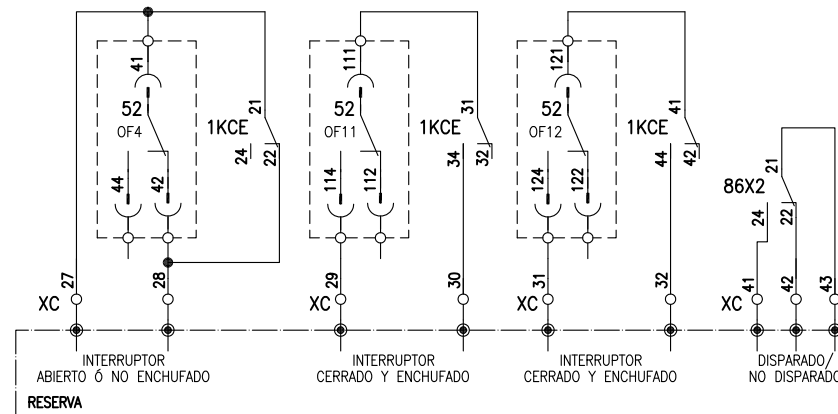 41
52
OF4
44
42
21
1KCE
24
22
27
28
XC
111
52
OF11
114
112
31
1KCE
34
32
29
30
XC
121
52
OF12
124
122
41
1KCE
44
42
31
32
XC
21
86X2
24
22
41
42
43
XC
INTERRUPTOR
ABIERTO Ó NO ENCHUFADO
INTERRUPTOR
CERRADO Y ENCHUFADO
INTERRUPTOR
CERRADO Y ENCHUFADO
DISPARADO/
NO DISPARADO
RESERVA